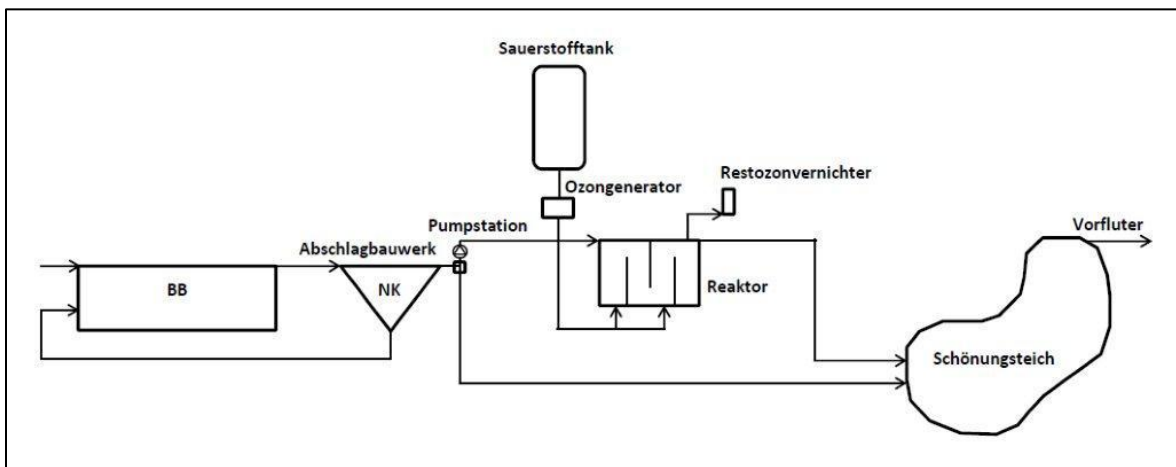 Sauerstofftank
Ozongenerator
Restozonvernichter
Pumpstation
Vorfluter
Abschlagbauwerk
BB
NK
Reaktor
Schönungsteich